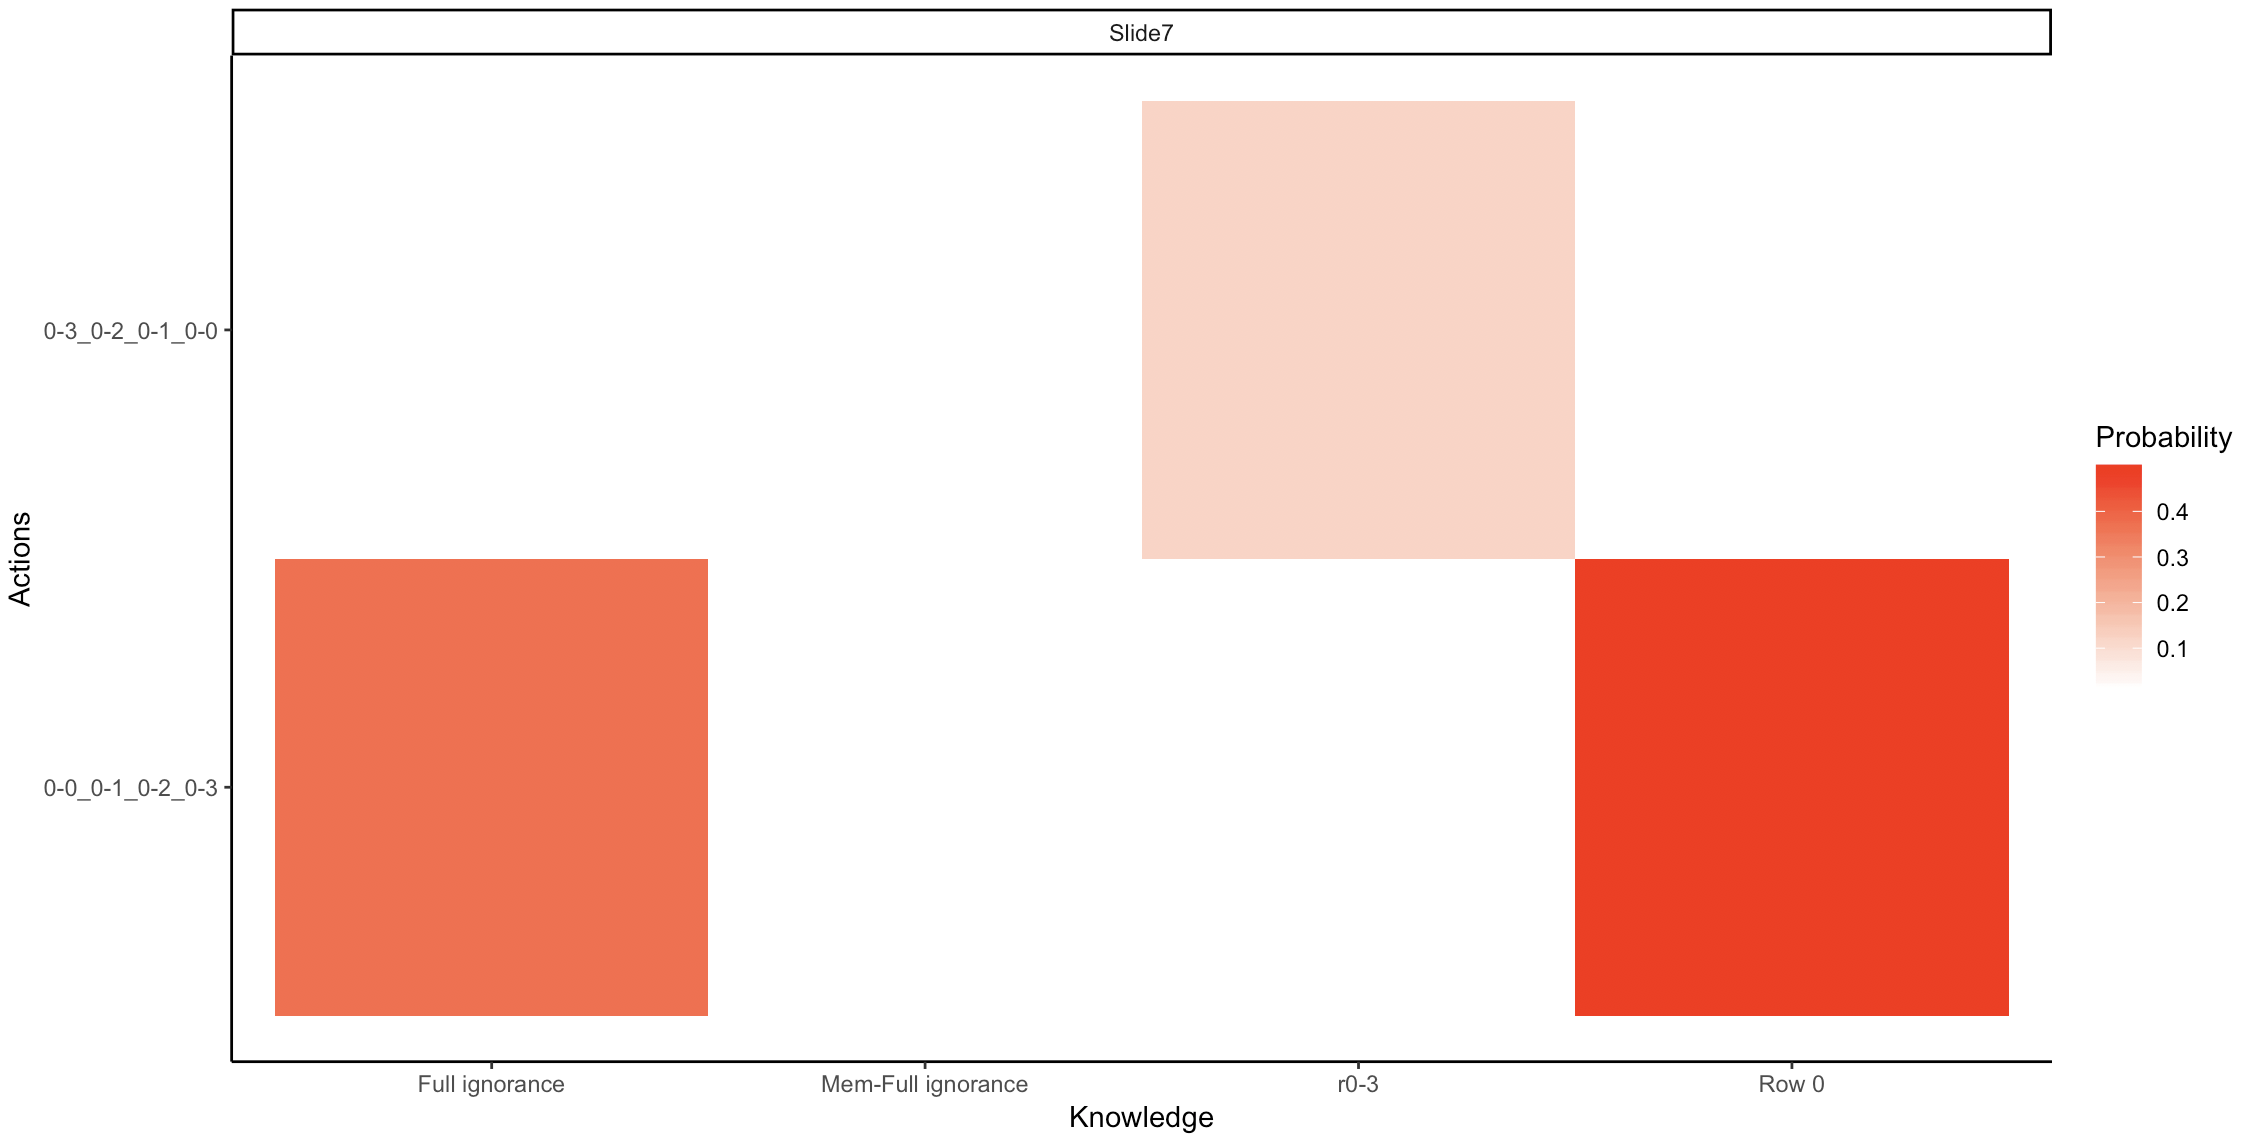 Slide7
0-3_0-2_0-1_0-0
0-0_0-1_0-2_0-3
Actions
Full ignorance
Mem-Full ignorance
r0-3
Row 0
Knowledge
Probability
0.4
0.3
0.2
0.1